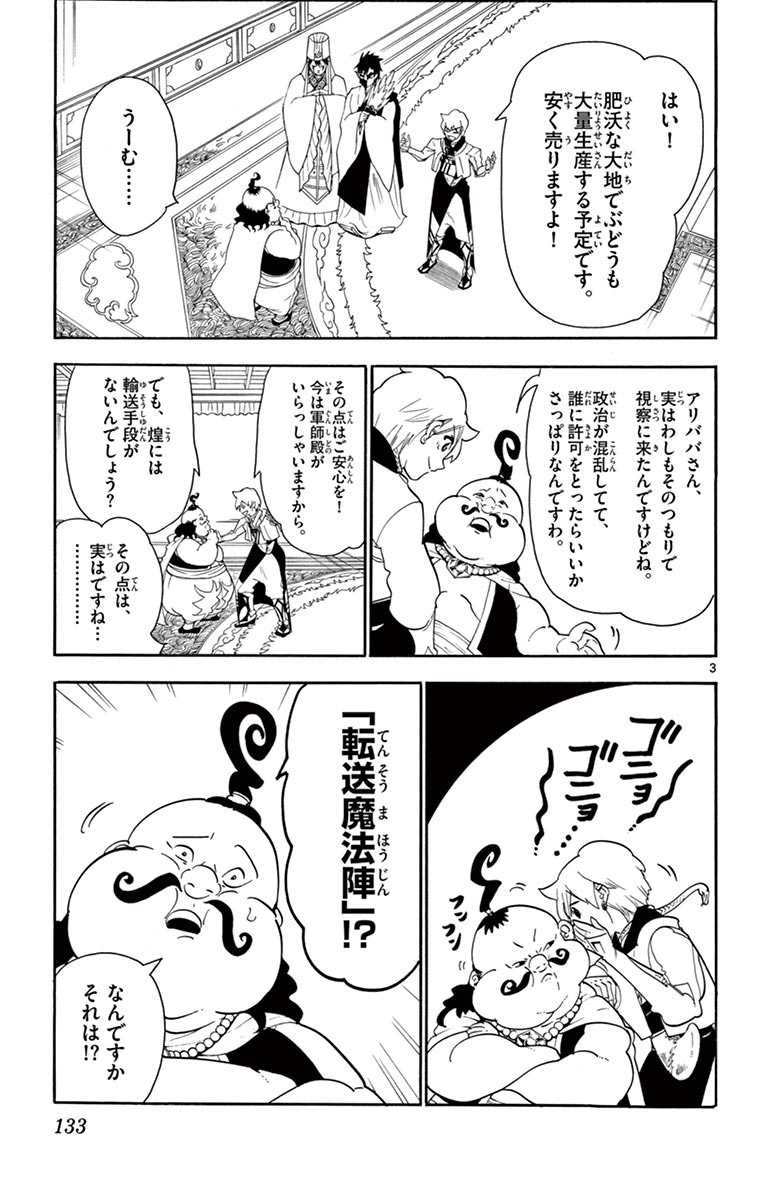 はい！
肥沃な大地でぶどうも
大量生産する予定です。
安く売りますよ！
うーむ……
アリババさん、
実はわしもそのつもりで
視察に来たんですけどね。
政治が混乱してて、
誰に許可をとったらいいか
さっぱりなんですわ。
その点はご安心を！
今は軍師殿が
いらっしゃいますから。
でも、煌には
輸送手段が
ないんでしょう？
その点は、
実はですね…
……………
3
ゴニョ
ゴニョ
……
フンフン
「転送魔法陣」!?
なんですか
それは!?
133